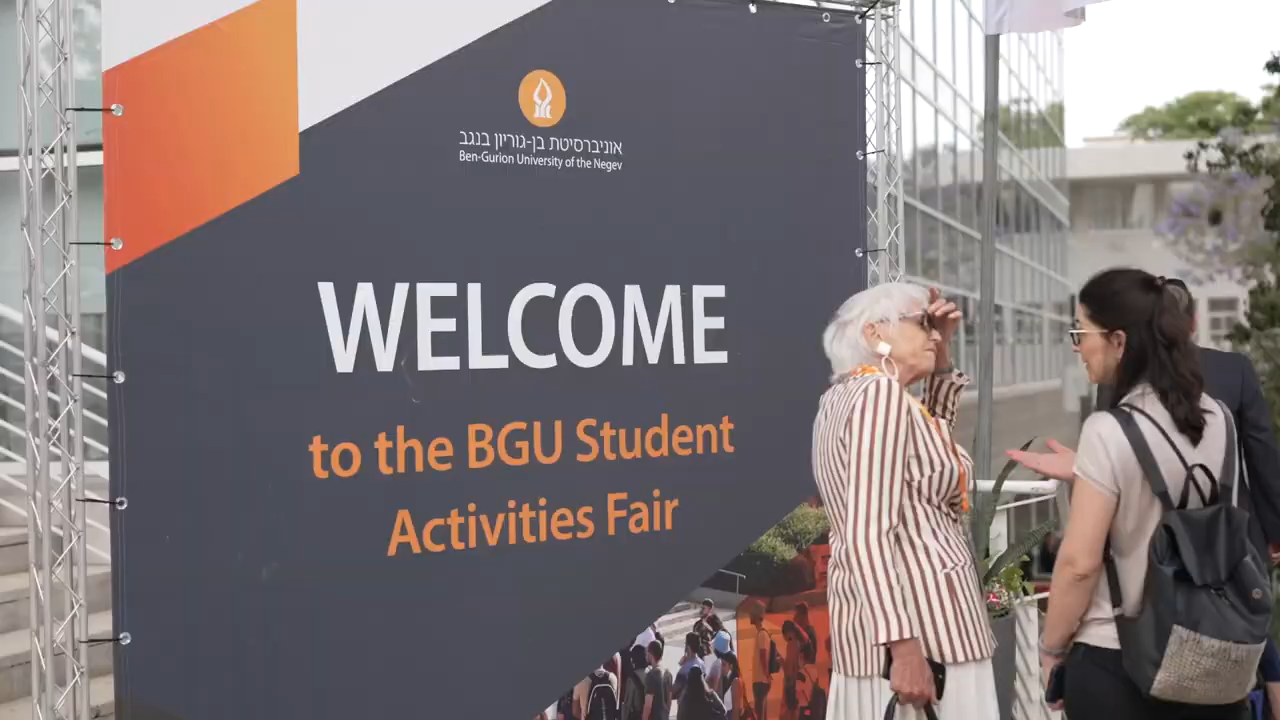 אוניברסיטת בן-גוריון בנגב
Ben-Gurion University of the Negev
WELCOME
to the BGU Student
Activities Fair